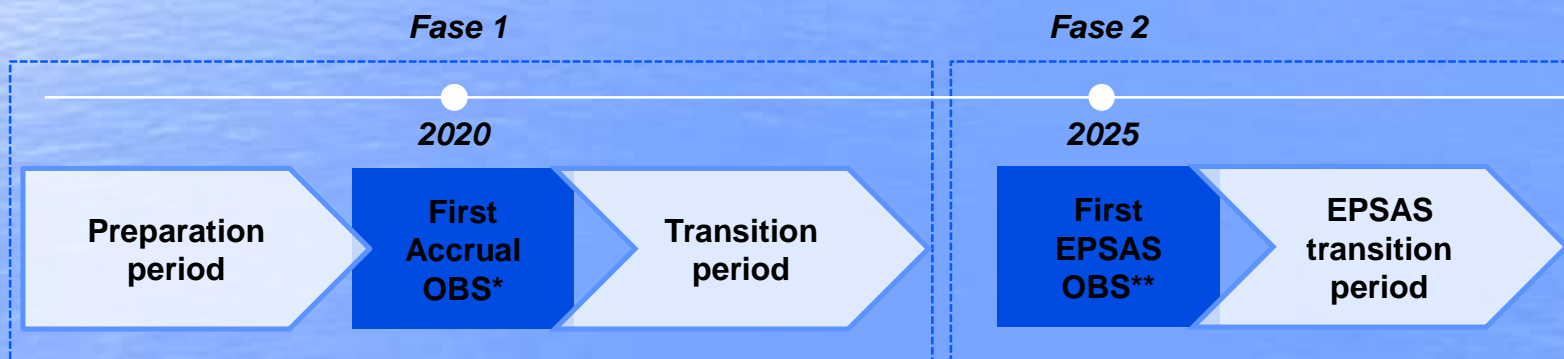 Fase 1
Fase 2
2020
2025
Preparation
period
First
Accrual
OBS*
Transition
period
First
EPSAS
OBS**
EPSAS
transition
period